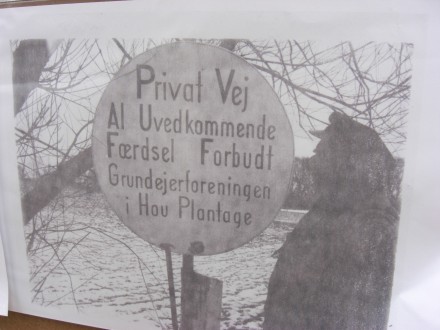 Privat Vej
Al Uvedkommende
Færdsel Forbudt
Grundejerforeningen
i Hou Plantage